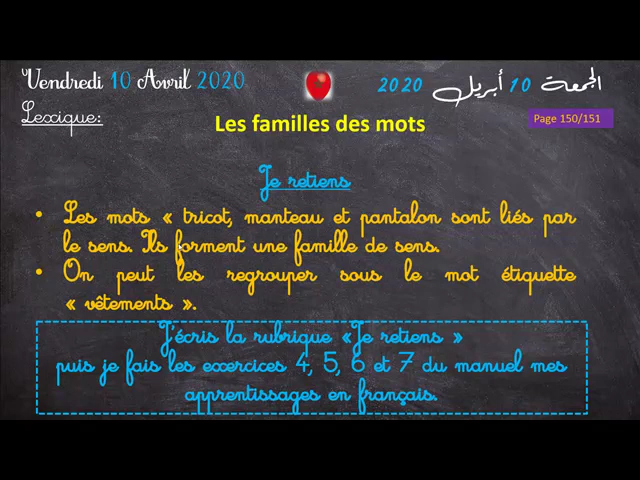 Vendredi 10 Avril 2020
الجمعة 10 أبريل 2020
Lexique:
Les familles des mots
Page 150/151
Je retiens
• Les mots « tricot, manteau et pantalon sont liés par
le sens. Ils forment une famille de sens.
• On peut les regrouper sous le mot étiquette
« vêtements ».
J'écris la rubrique «Je retiens »
puis je fais les exercices 4, 5, 6 et 7 du manuel mes
apprentissages en français.